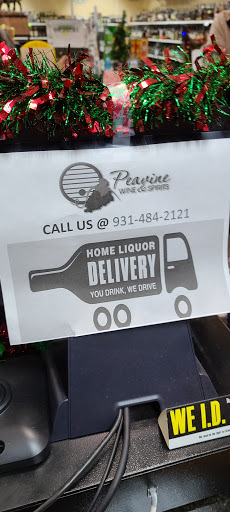 Peavine
WINE & SPIRITS
CALL US @ 931-484-2121
HOME LIQUOR
DELIVERY
YOU DRINK, WE DRIVE
WE I.D.